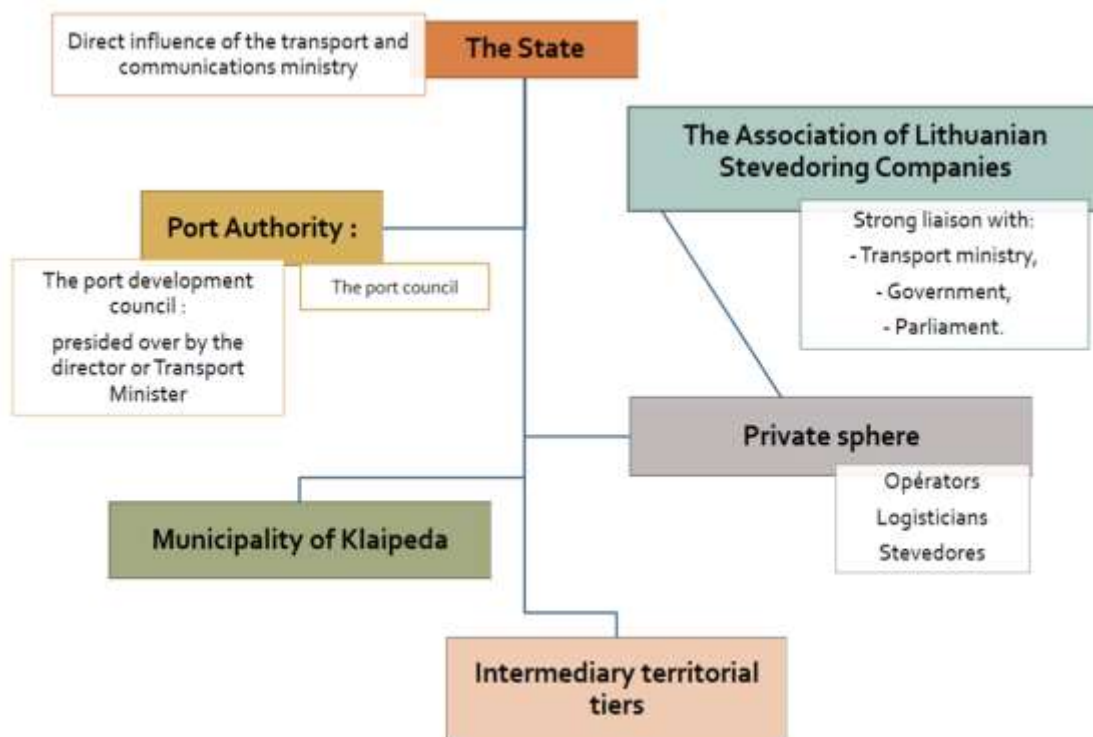 Direct influence of the transport and
communications ministry
The State
The Association of Lithuanian
Stevedoring Companies
Strong liaison with:
- Transport ministry,
- Government,
- Parliament.
Port Authority :
The port development
council :
presided over by the
director or Transport
Minister
The port council
Private sphere
Opérators
Logisticians
Stevedores
Municipality of Klaipeda
Intermediary territorial
tiers